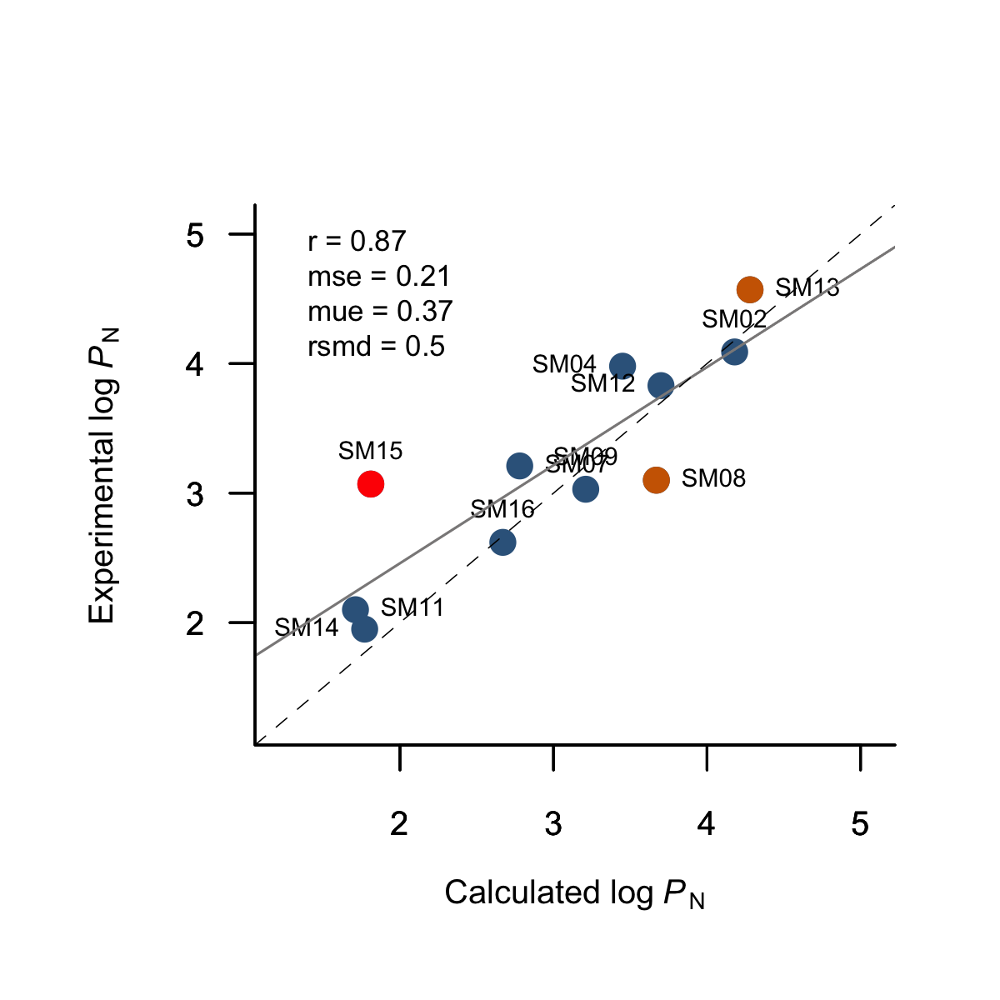 r = 0.87
mse = 0.21
mue = 0.37
rsmd = 0.5
5
4
3
2
Experimental log PN
SM13
SM02
SM04
SM12
SM15
SM09
SM07
SM08
SM16
SM11
SM14
2 3 4 5
Calculated log PN